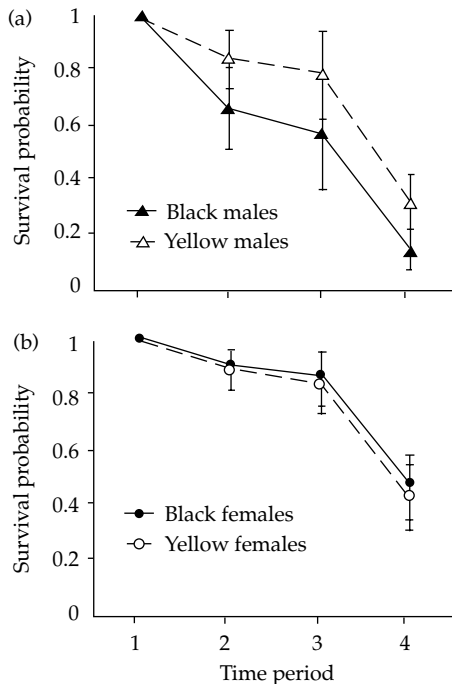 (a)
1
0.8
0.6
0.4
0.2
0
Survival probability
Black males
Yellow males
(b)
1
0.8
0.6
0.4
0.2
0
Survival probability
Black females
Yellow females
1 2 3 4
Time period